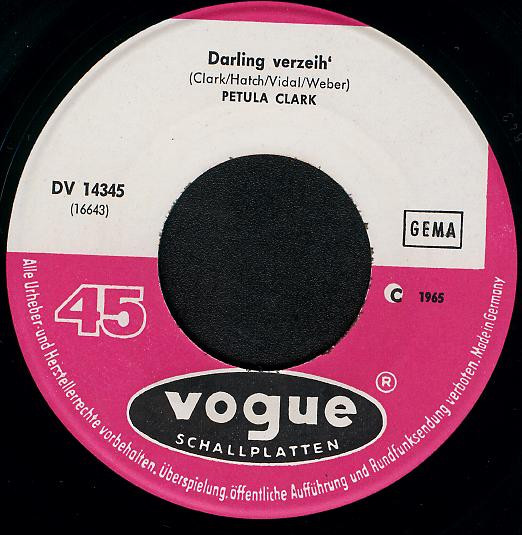 Darling verzeih'
(Clark/Hatch/Vidal/Weber)
PETULA CLARK
DV 14345
(16643)
GEMA
45
C 1965
vogue ®
SCHALLPLATTEN
Alle Urheber- und Herstellerrechte vorbehalten. Überspielung, öffentliche Aufführung und Rundfunksendung verboten. Made in Germany